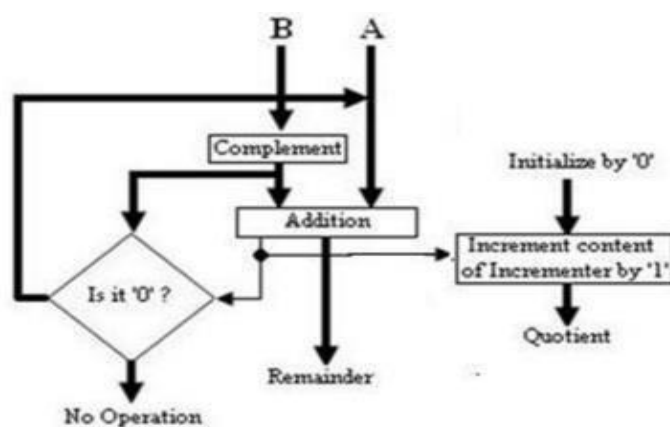 B A
Complement
Initialize by '0'
Addition
Increment content
of Incrementer by '1'
Is it '0' ?
Quotient
Remainder
No Operation